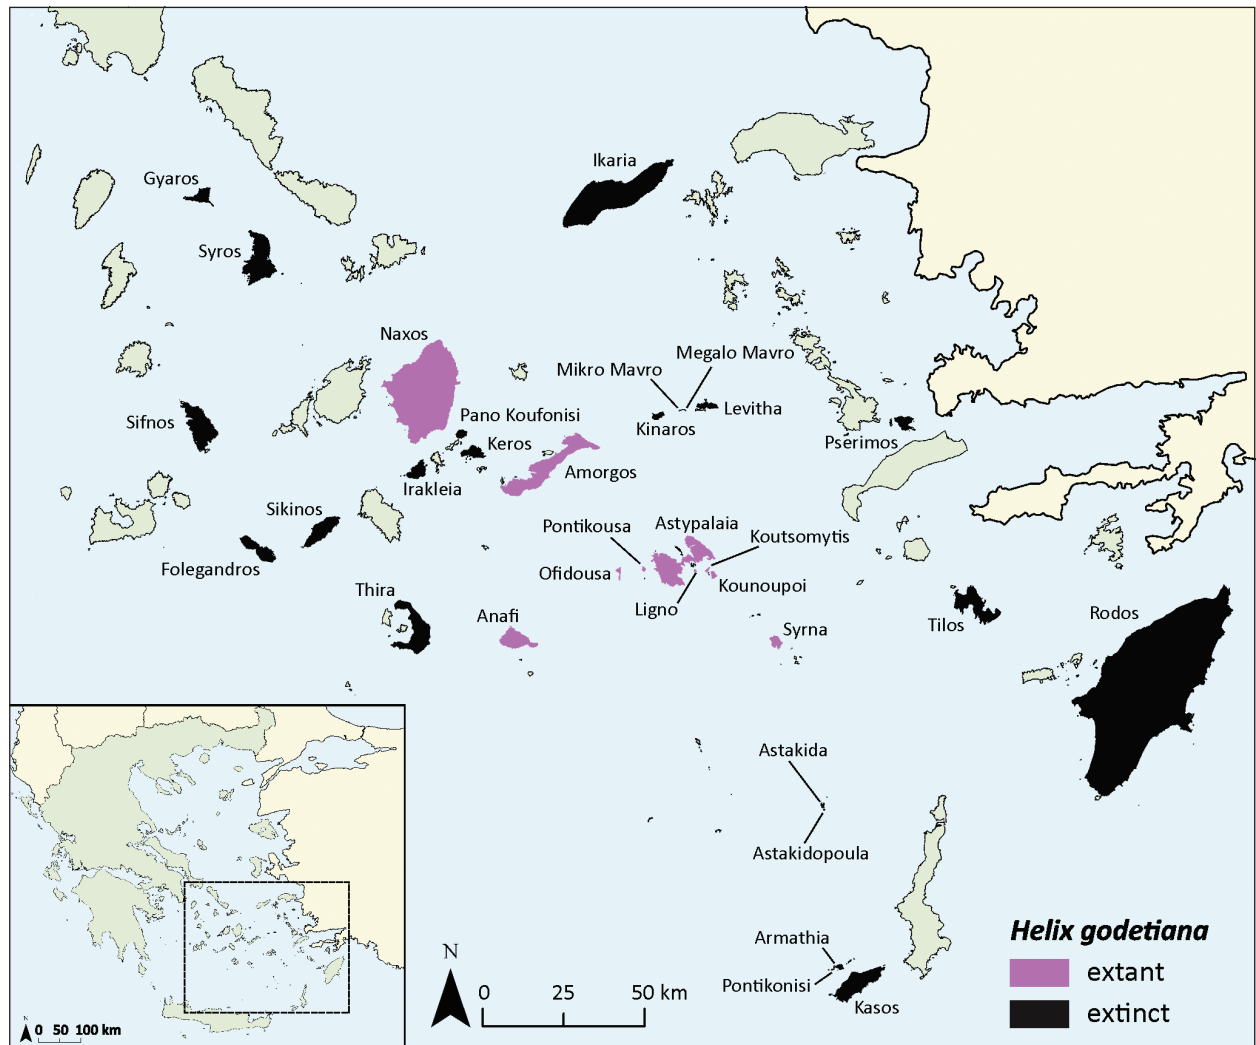 Ikaria
Gyaros
Syros
Naxos
Megalo Mavro
Mikro Mavro
Levitha
Pano Koufonisi
Kinaros
Sifnos
Keros
Psérimos
Amorgos
Irakleia
Sikinos
Pontikousa
Astypalaia
Koutsomytis
Folegandros
Ofidousa
Kounoupoi
Thira
Ligno
Anafi
Rodos
Tilos
Syrna
Astakida
Astakidopoula
Helix godetiana
Armathia
extant
N
Pontikonisi
0 25 50 km
Kasos
extinct
N
0 50 100 km